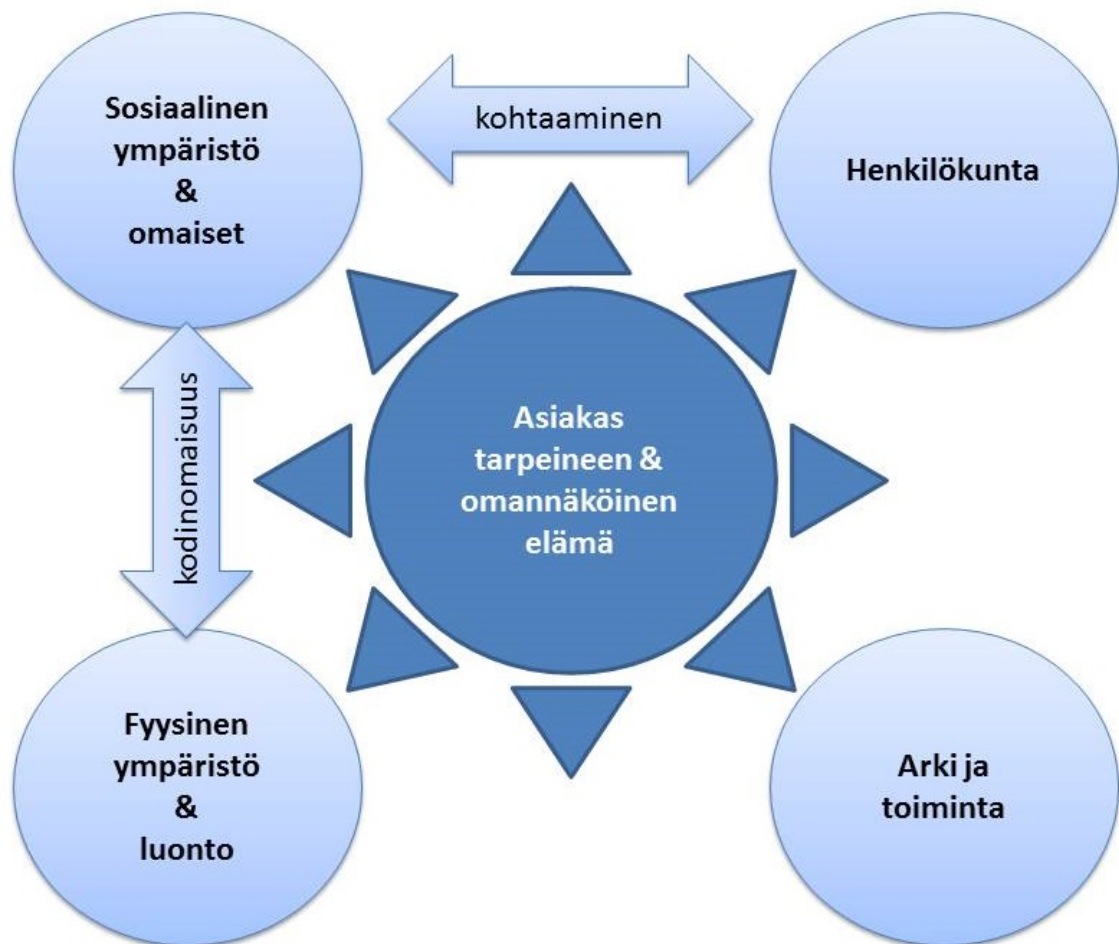 Sosiaalinen
ympäristö
&
omaiset
kohtaaminen
Henkilökunta
kodinomaisuus
Asiakas
tarpeineen &
omannäköinen
elämä
Fyysinen
ympäristö
&
luonto
Arki ja
toiminta